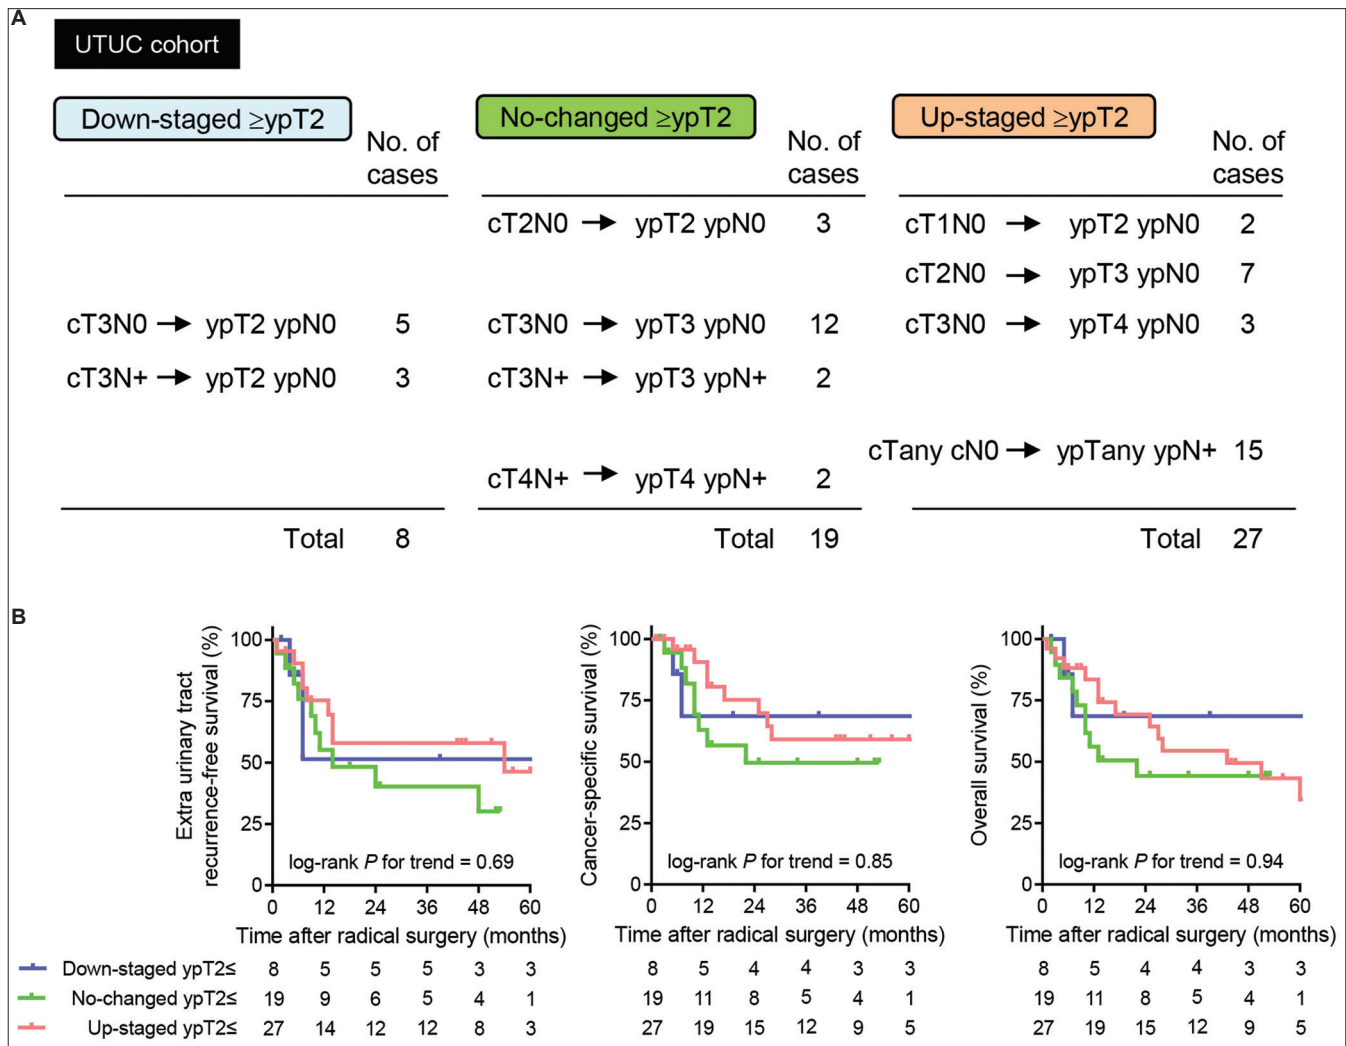 A
UTUC cohort
Down-staged ≥ypT2
No. of cases
cT3N0 → ypT2 ypN0 5
cT3N+ → ypT2 ypN0 3
Total 8
No-changed ≥ypT2
No. of cases
cT2N0 → ypT2 ypN0 3
cT3N0 → ypT3 ypN0 12
cT3N+ → ypT3 ypN+ 2
cT4N+ → ypT4 ypN+ 2
Total 19
Up-staged ≥ypT2
No. of cases
cT1N0 → ypT2 ypN0 2
cT2N0 → ypT3 ypN0 7
cT3N0 → ypT4 ypN0 3
cTany cN0 → ypTany ypN+ 15
Total 27
B
Extra urinary tract
recurrence-free survival (%)
100
75
50
25
0
log-rank P for trend = 0.69
0 12 24 36 48 60
Time after radical surgery (months)
Cancer-specific survival (%)
100
75
50
25
0
log-rank P for trend = 0.85
0 12 24 36 48 60
Time after radical surgery (months)
Overall survival (%)
100
75
50
25
0
log-rank P for trend = 0.94
0 12 24 36 48 60
Time after radical surgery (months)
Down-staged ypT2≤ 8 5 5 5 3 3 8 5 4 4 3 3 8 5 4 4 3 3
No-changed ypT2≤ 19 9 6 5 4 1 19 11 8 5 4 1 19 11 8 5 4 1
Up-staged ypT2≤ 27 14 12 12 8 3 27 19 15 12 9 5 27 19 15 12 9 5